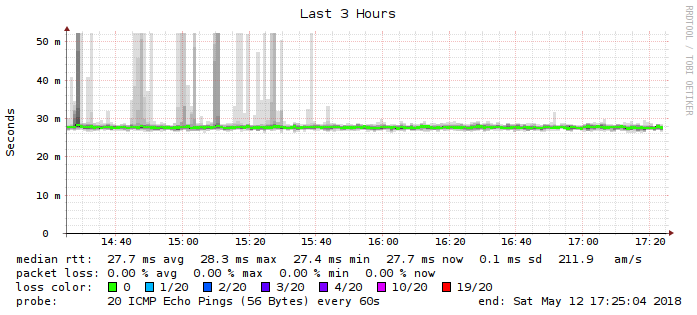 Last 3 Hours
RRDTOOL / TOBI OETIKER
Seconds
50 m
40 m
30 m
20 m
10 m
0
14:40 15:00 15:20 15:40 16:00 16:20 16:40 17:00 17:20
median rtt: 27.7 ms avg 28.3 ms max 27.4 ms min 27.7 ms now 0.1 ms sd 211.9 am/s
packet loss: 0.00 % avg 0.00 % max 0.00 % min 0.00 % now
loss color: 0 1/20 2/20 3/20 4/20 10/20 19/20
probe: 20 ICMP Echo Pings (56 Bytes) every 60s end: Sat May 12 17:25:04 2018